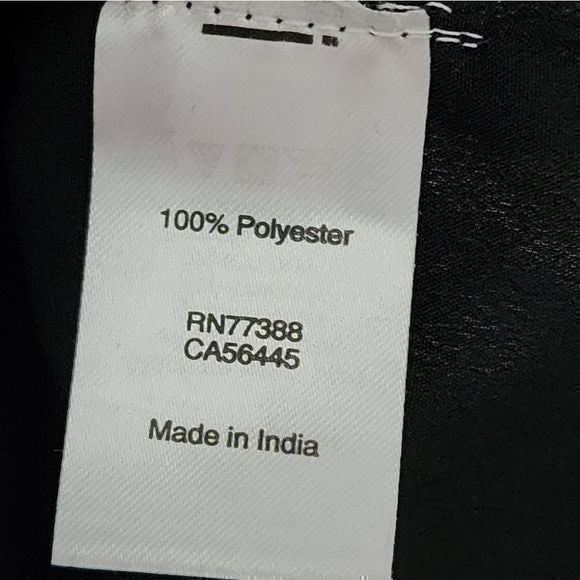 100% Polyester
RN77388
CA56445
Made in India